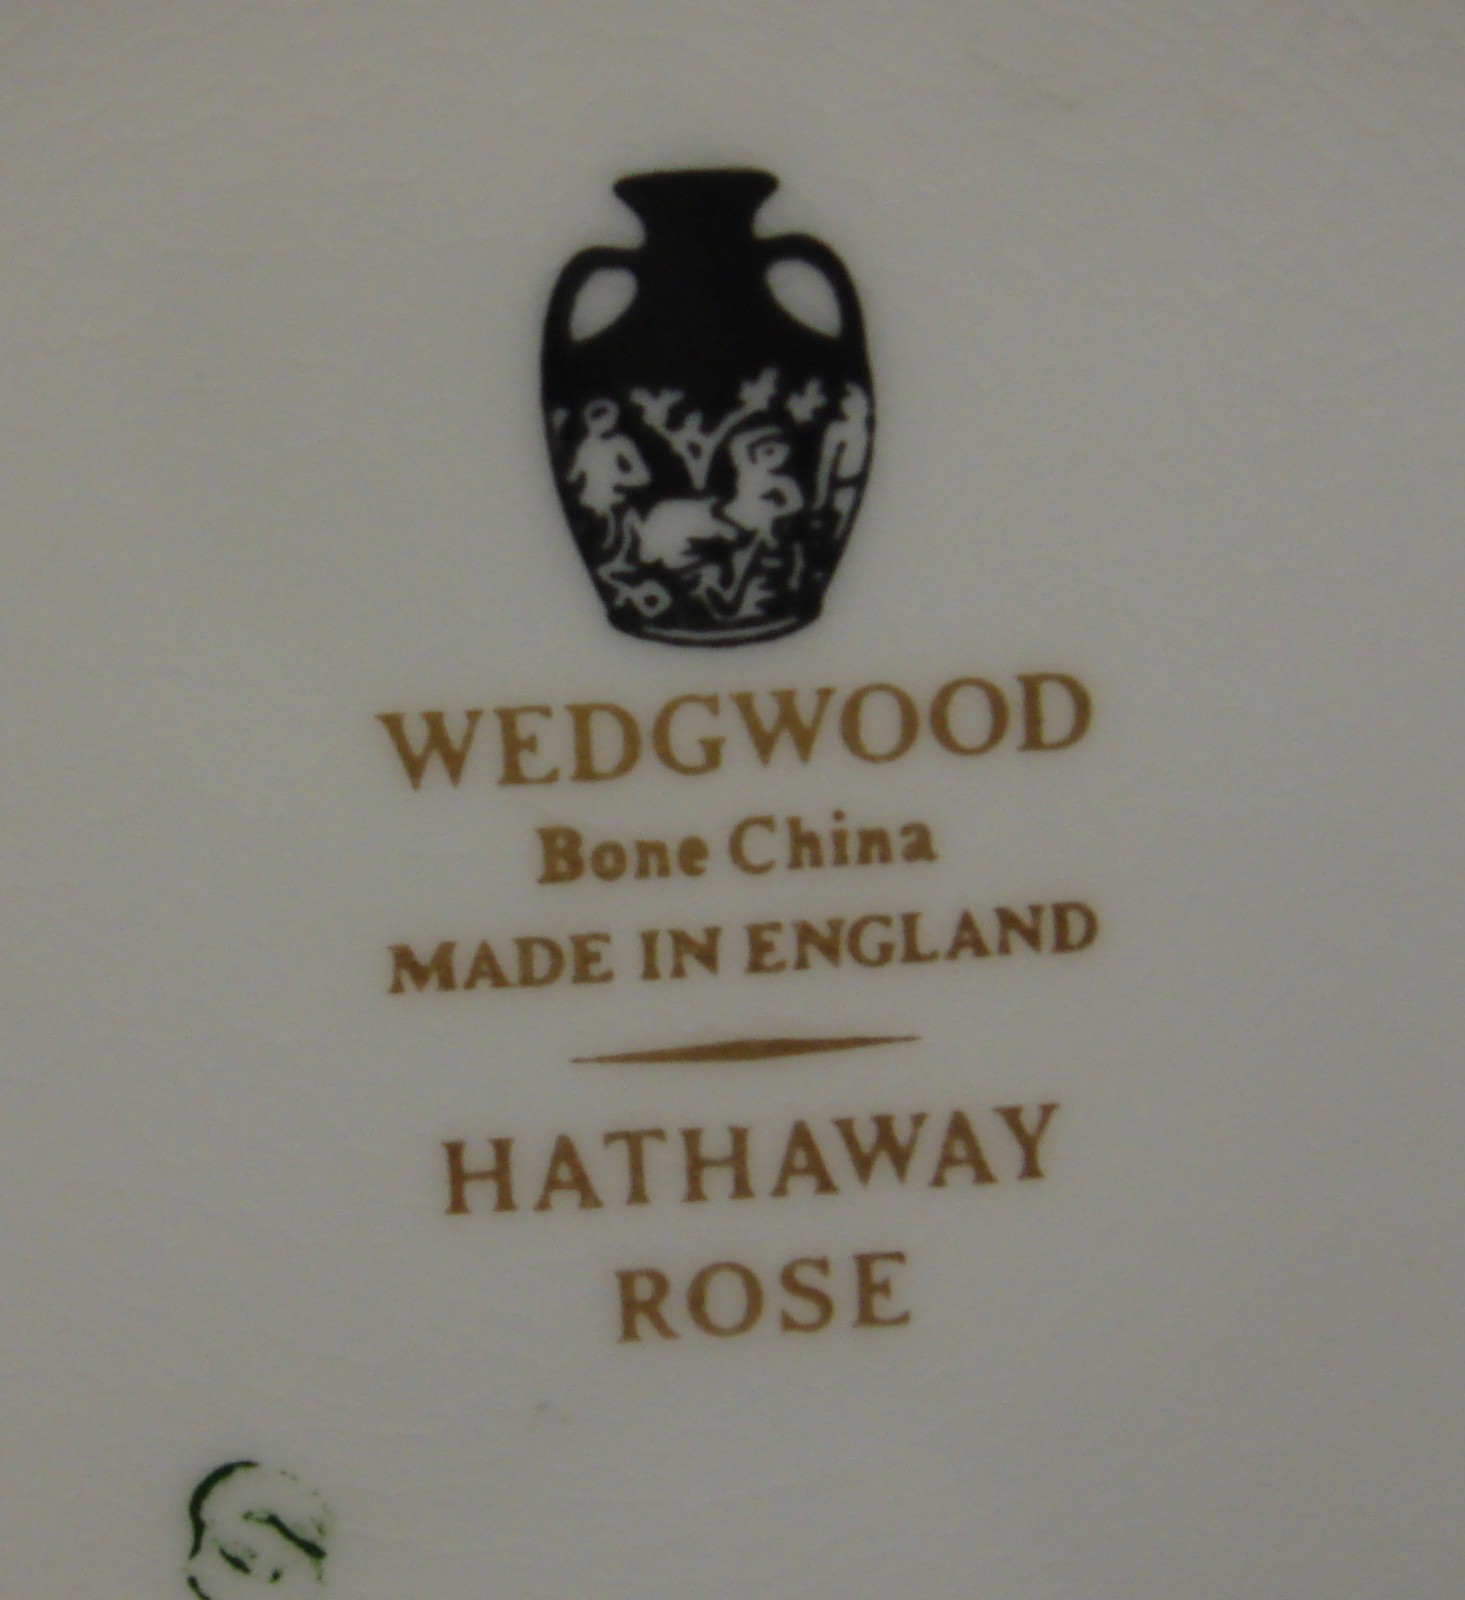 WEDGWOOD
Bone China
MADE IN ENGLAND
HATHAWAY
ROSE